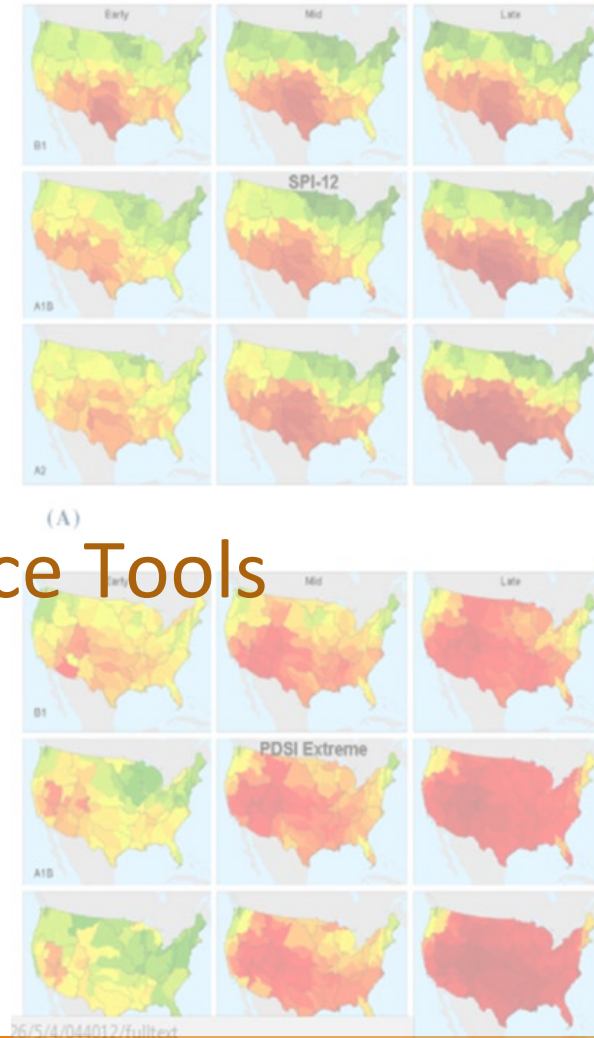 Early Mid Late
B1
SPI-12
A1B
A2
(A)
ce Tools
Early Mid Late
B1
PDSI Extreme
A1B
26/5/4/044012/fulltext